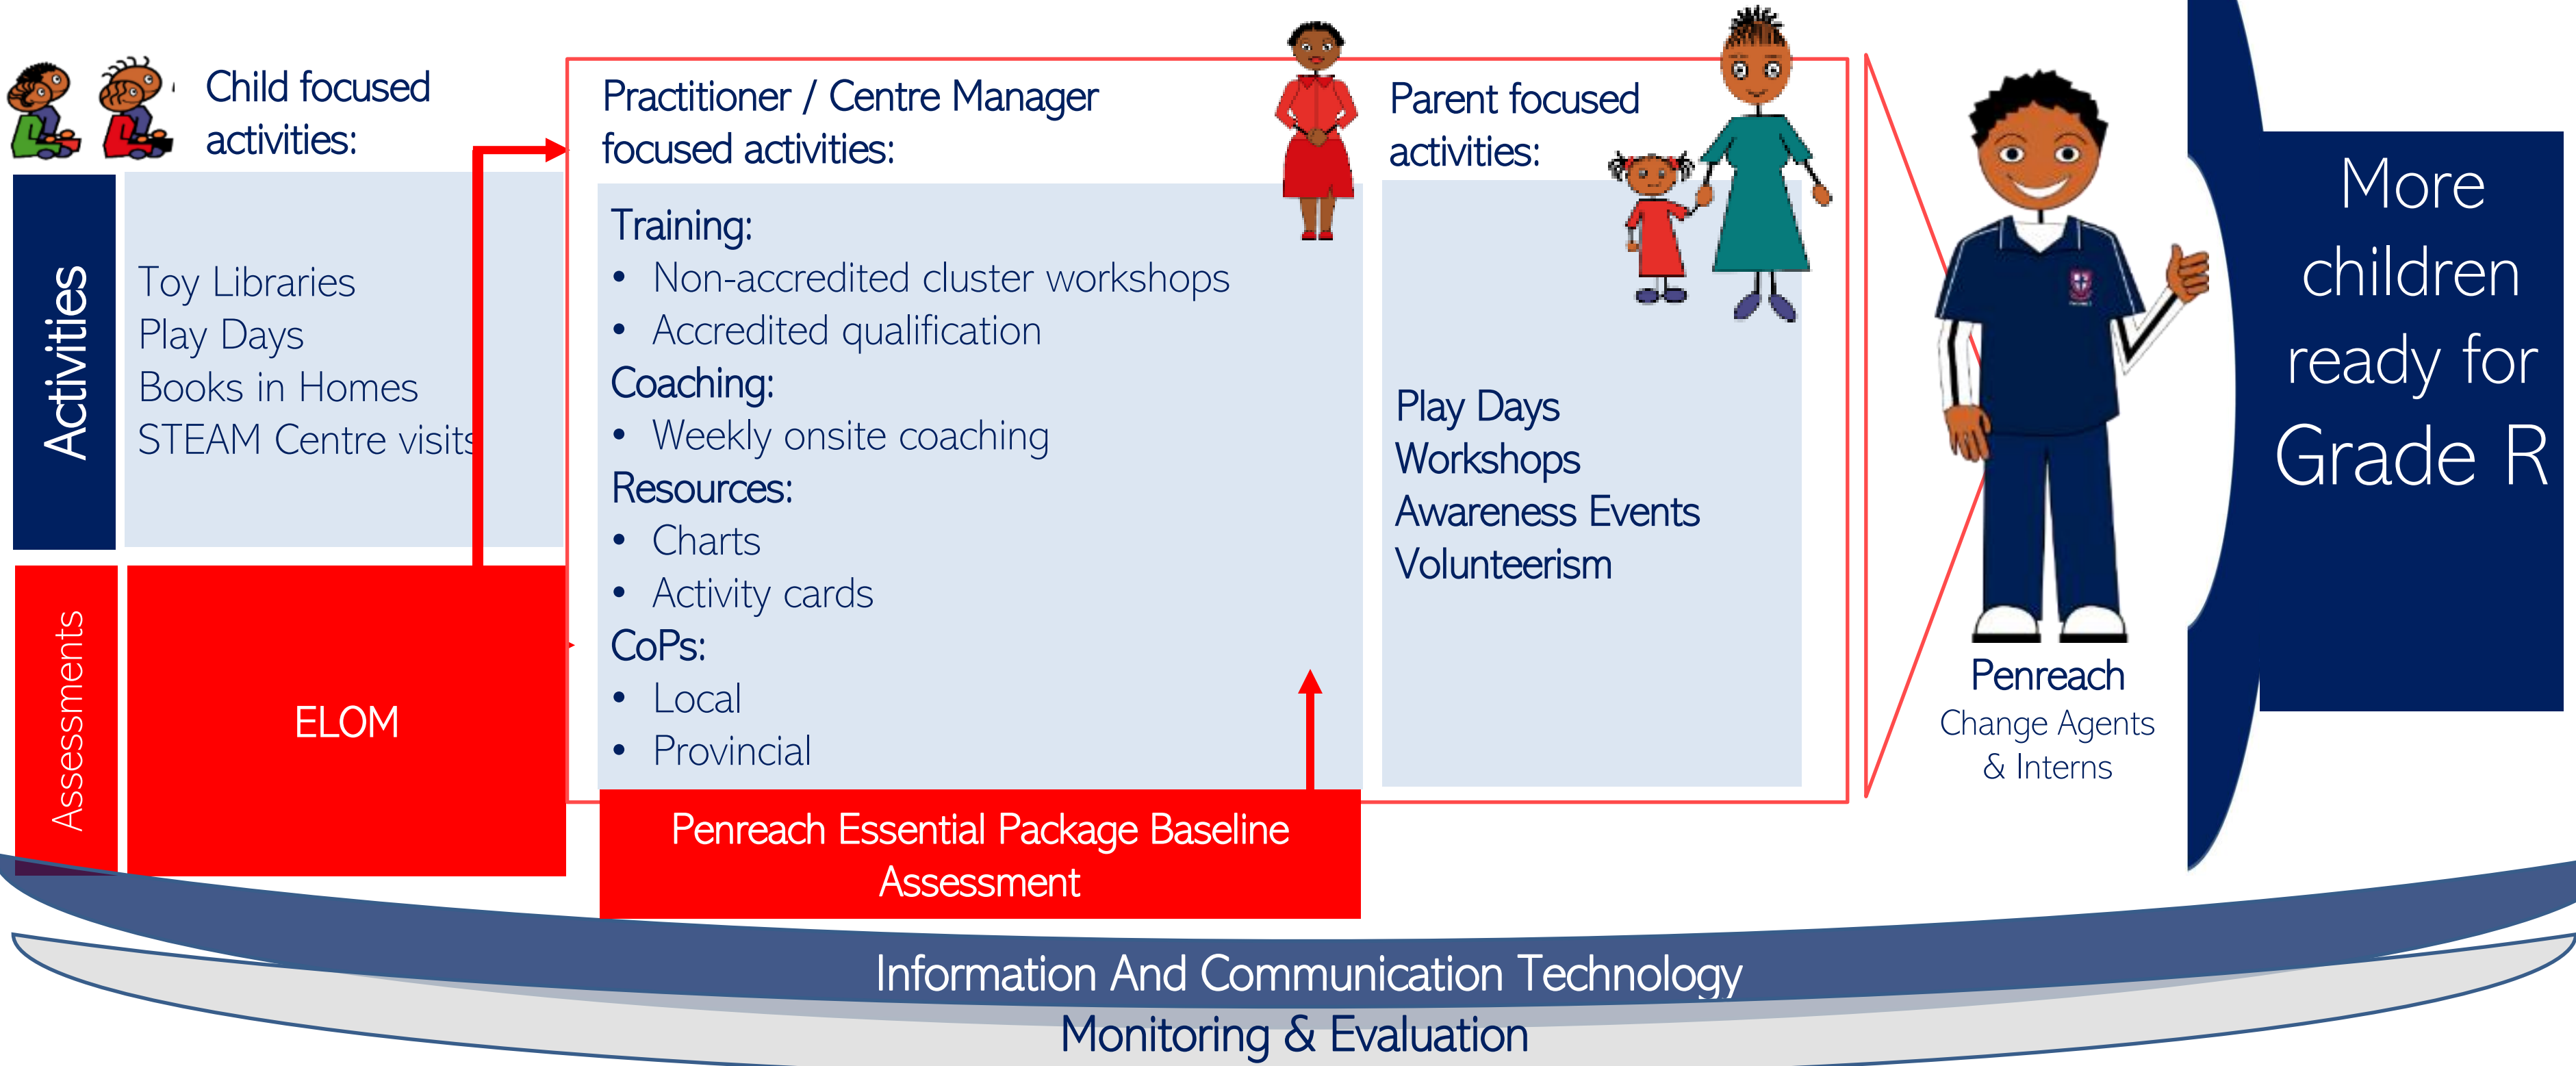 Child focused
activities:
Activities
Toy Libraries
Play Days
Books in Homes
STEAM Centre visits
Assessments
ELOM
Practitioner / Centre Manager
focused activities:
Training:
• Non-accredited cluster workshops
• Accredited qualification
Coaching:
• Weekly onsite coaching
Resources:
• Charts
• Activity cards
CoPs:
• Local
• Provincial
Penreach Essential Package Baseline
Assessment
Parent focused
activities:
Play Days
Workshops
Awareness Events
Volunteerism
Penreach
Change Agents
& Interns
More
children
ready for
Grade R
Information And Communication Technology
Monitoring & Evaluation